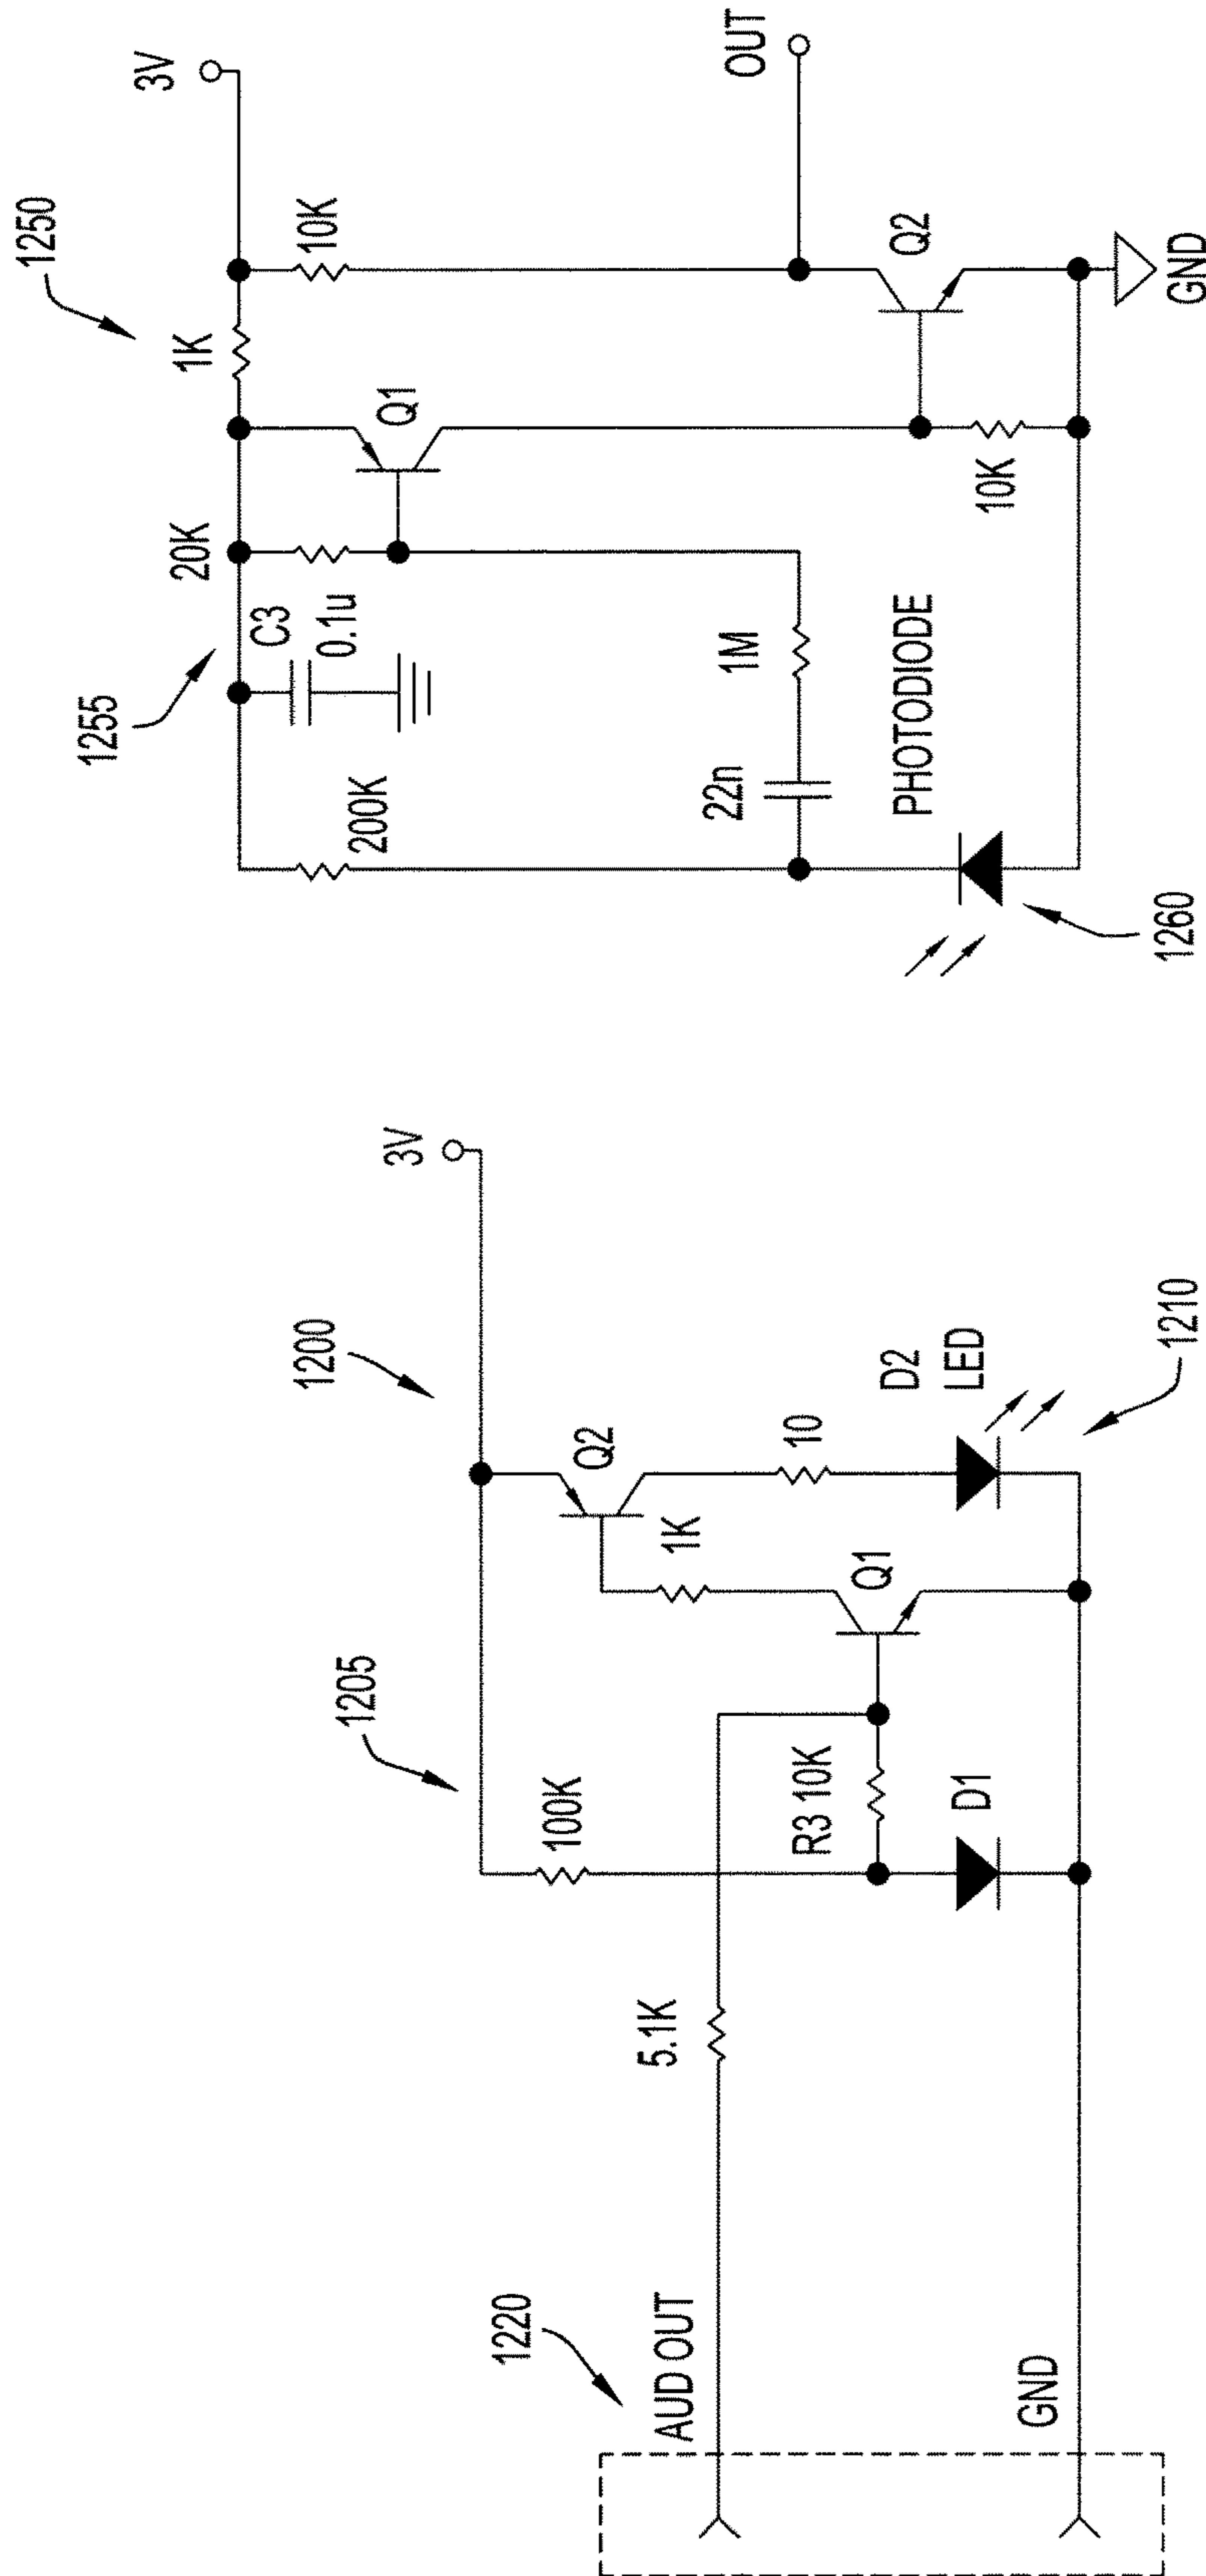 1220
AUD OUT
GND
5.1K
1205
100K
R3 10K
D1
1200
1K
Q1
Q2
10
D2
LED
1210
3V
1255
200K
22n
C3
0.1u
20K
1M
PHOTODIODE
1260
1250
1K
Q1
10K
10K
Q2
GND
3V
OUT